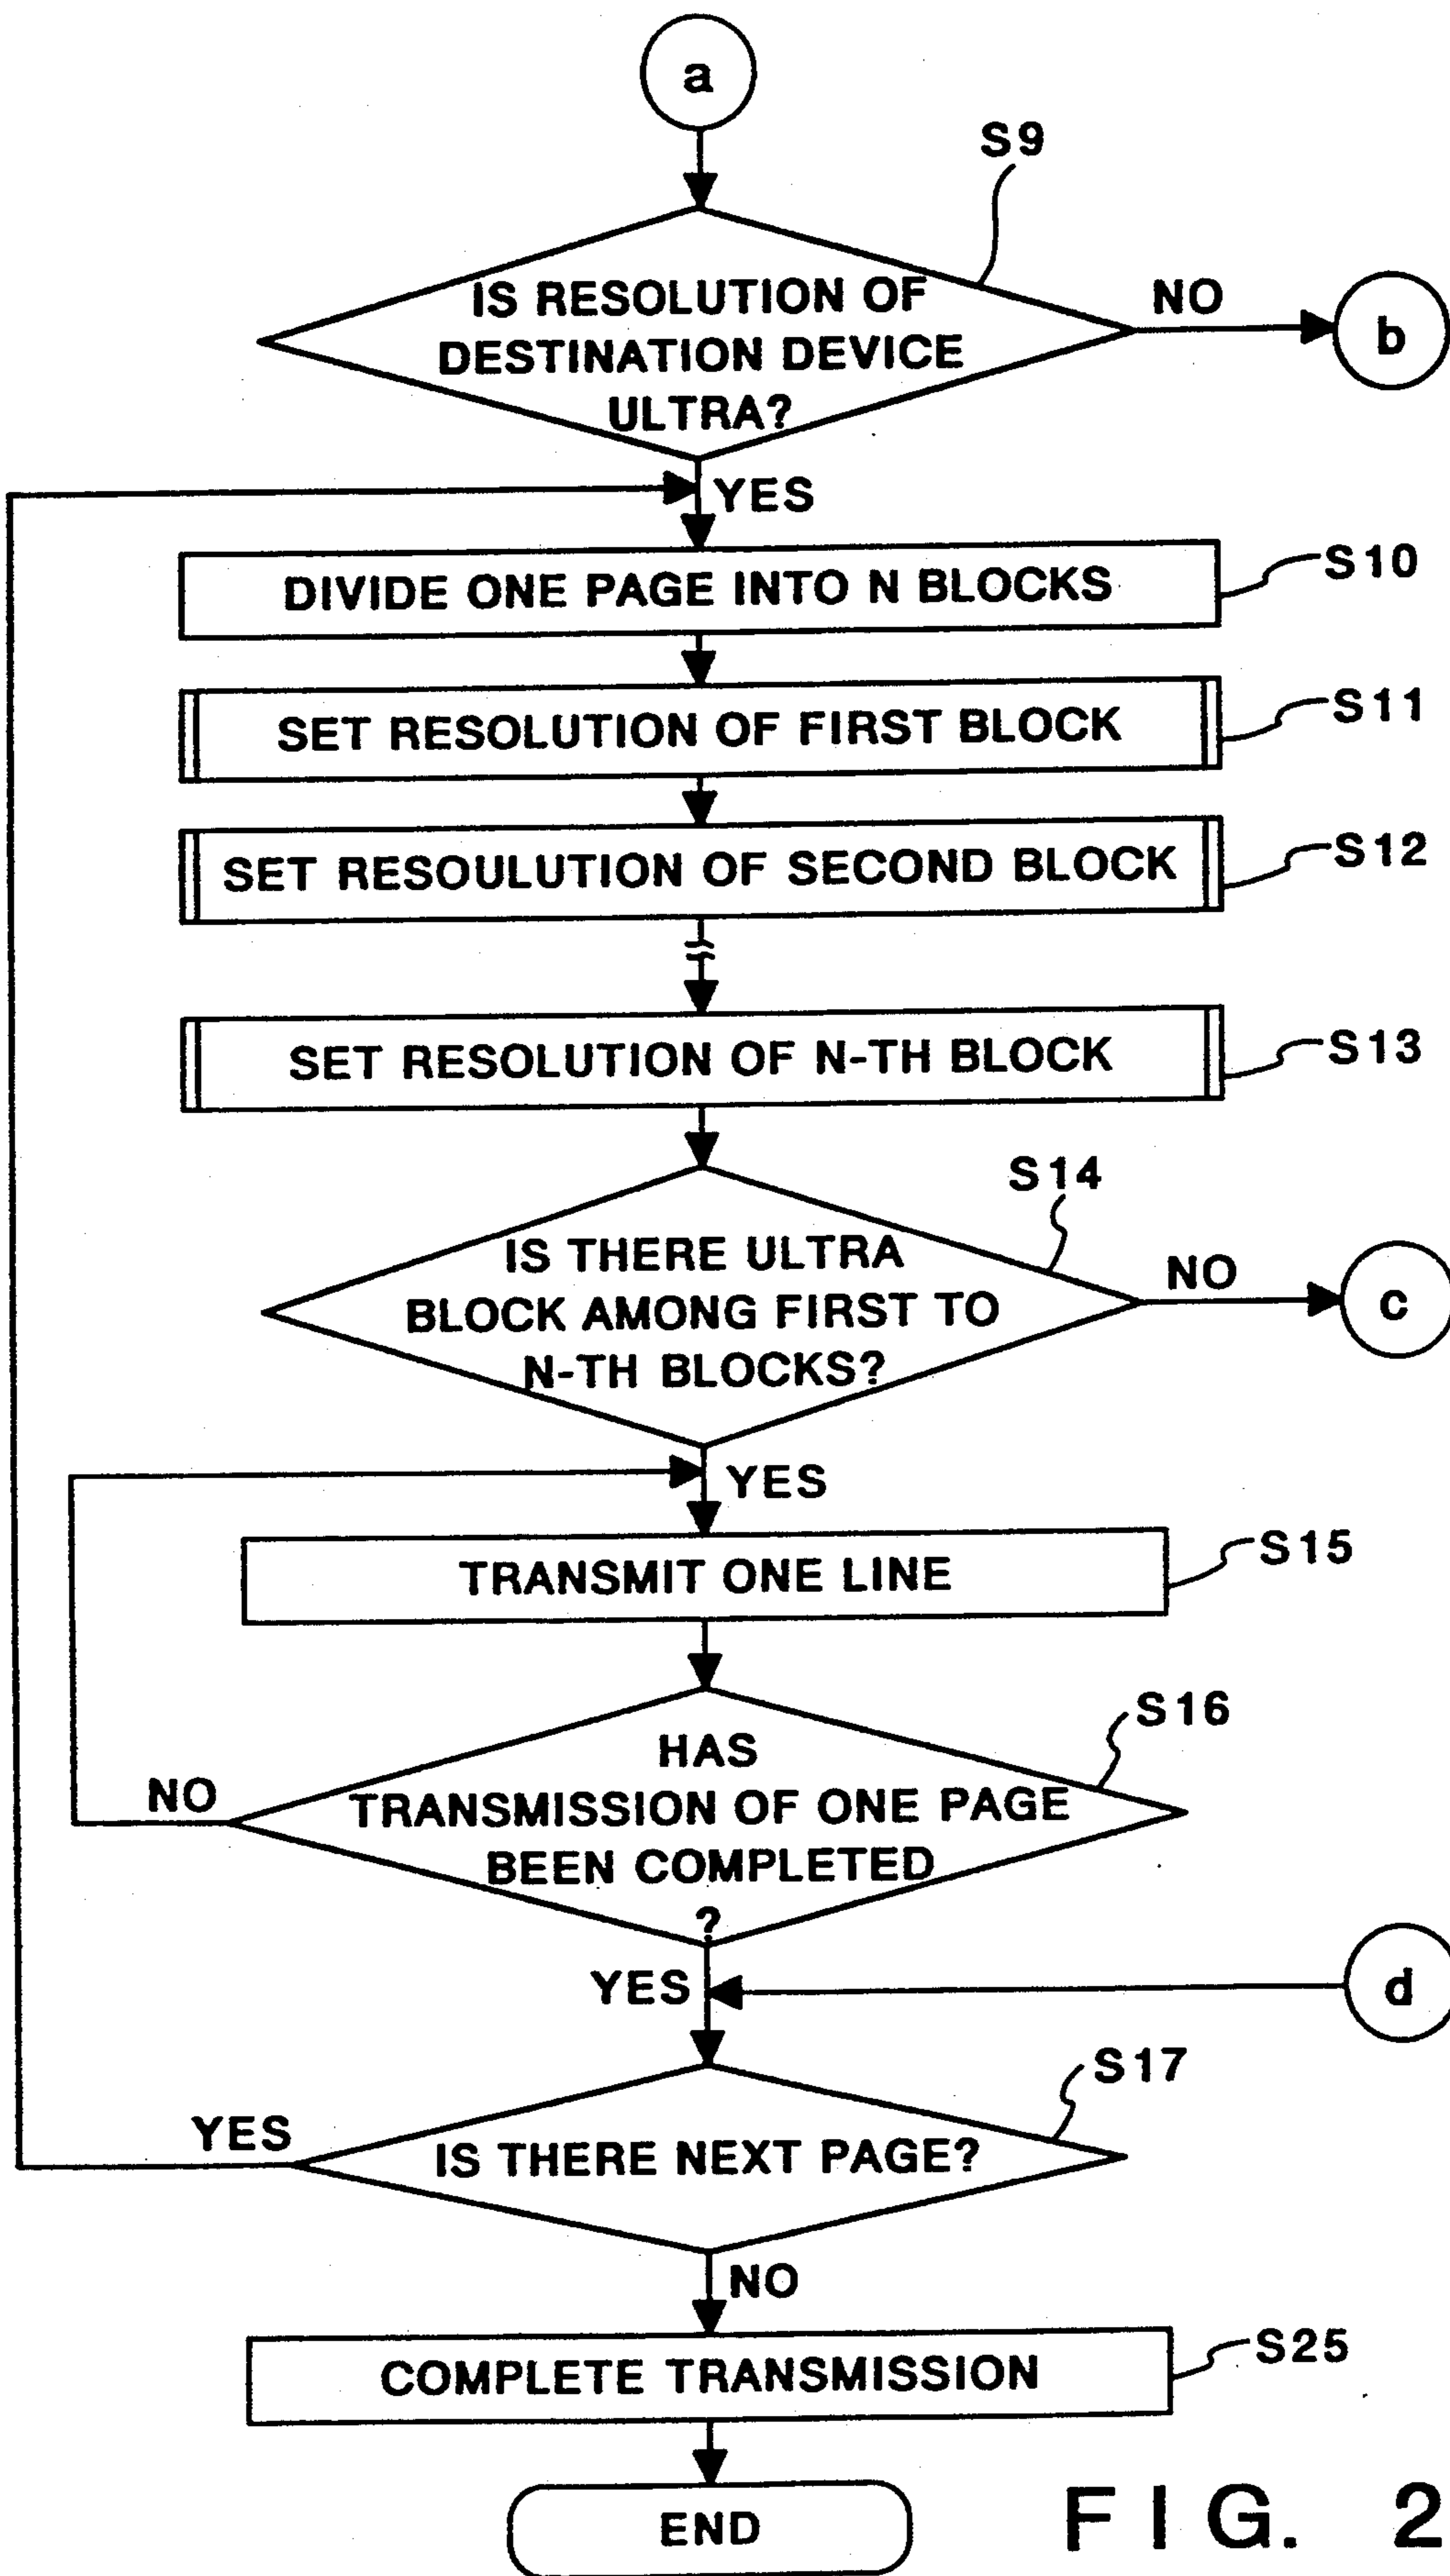 a
S9
IS RESOLUTION OF
DESTINATION DEVICE
ULTRA?
NO
b
YES
DIVIDE ONE PAGE INTO N BLOCKS
S10
SET RESOLUTION OF FIRST BLOCK
S11
SET RESOULUTION OF SECOND BLOCK
S12
SET RESOLUTION OF N-TH BLOCK
S13
S14
IS THERE ULTRA
BLOCK AMONG FIRST TO
N-TH BLOCKS?
NO
c
YES
TRANSMIT ONE LINE
S15
S16
HAS
TRANSMISSION OF ONE PAGE
BEEN COMPLETED
?
NO
YES
d
S17
YES
IS THERE NEXT PAGE?
NO
COMPLETE TRANSMISSION
S25
END
FIG. 2